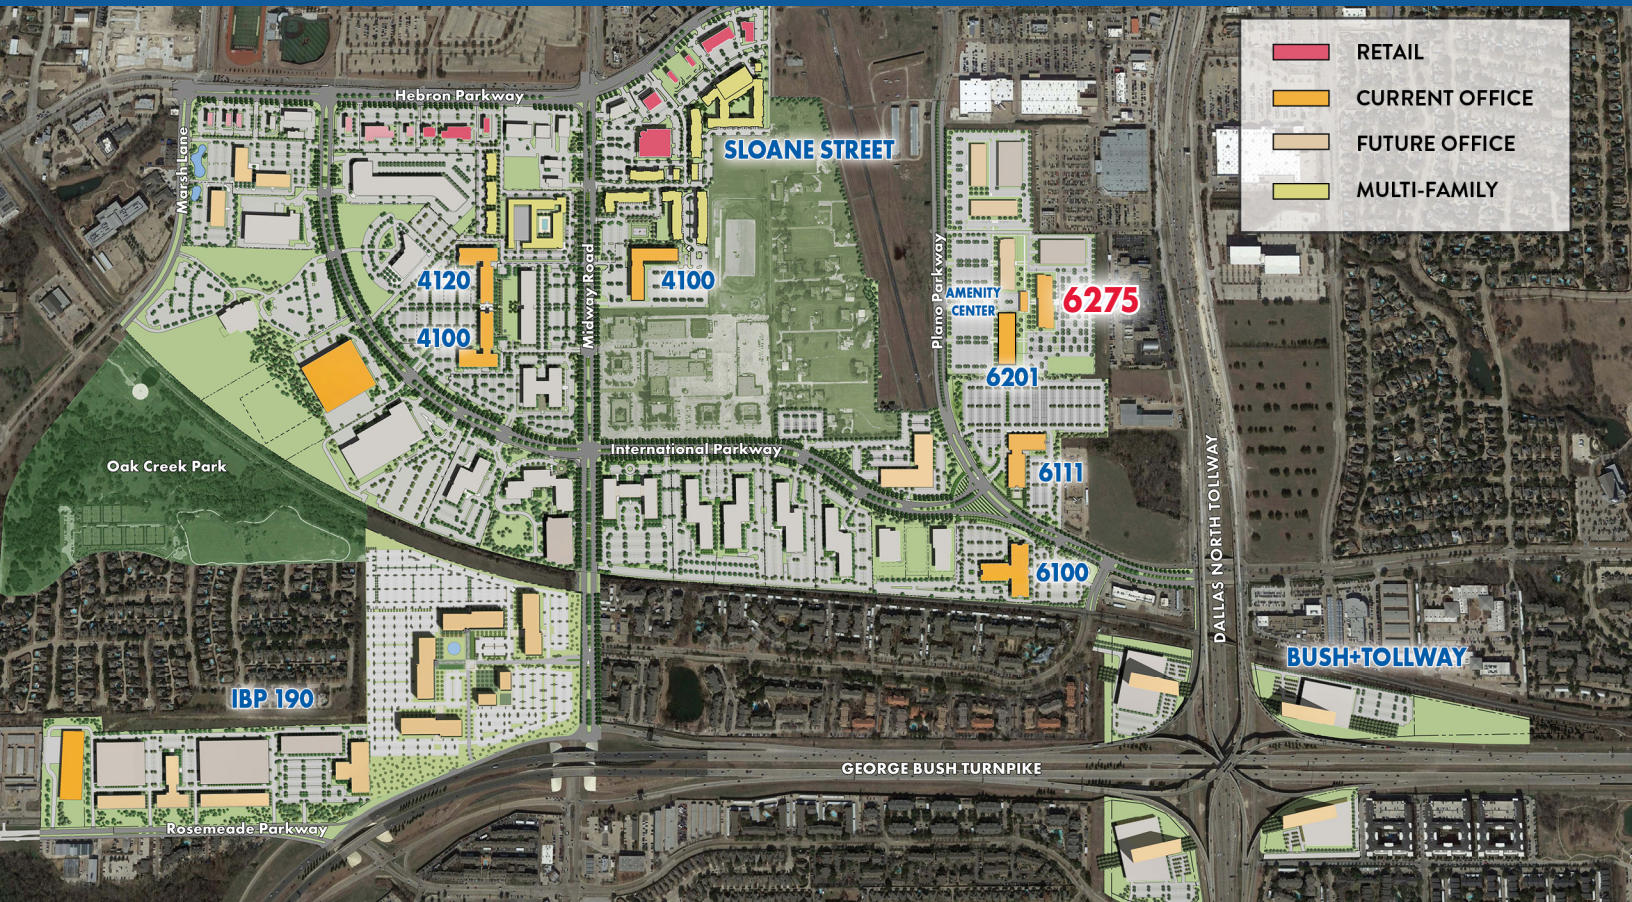 RETAIL
CURRENT OFFICE
FUTURE OFFICE
MULTI-FAMILY
Hebron Parkway
Marsh Lane
SLOANE STREET
4120
4100
Midway Road
4100
Plano Parkway
AMENITY
CENTER
6275
6201
Oak Creek Park
International Parkway
6111
6100
DALLAS NORTH TOLLWAY
BUSH+TOLLWAY
IBP 190
GEORGE BUSH TURNPIKE
Rosemeade Parkway